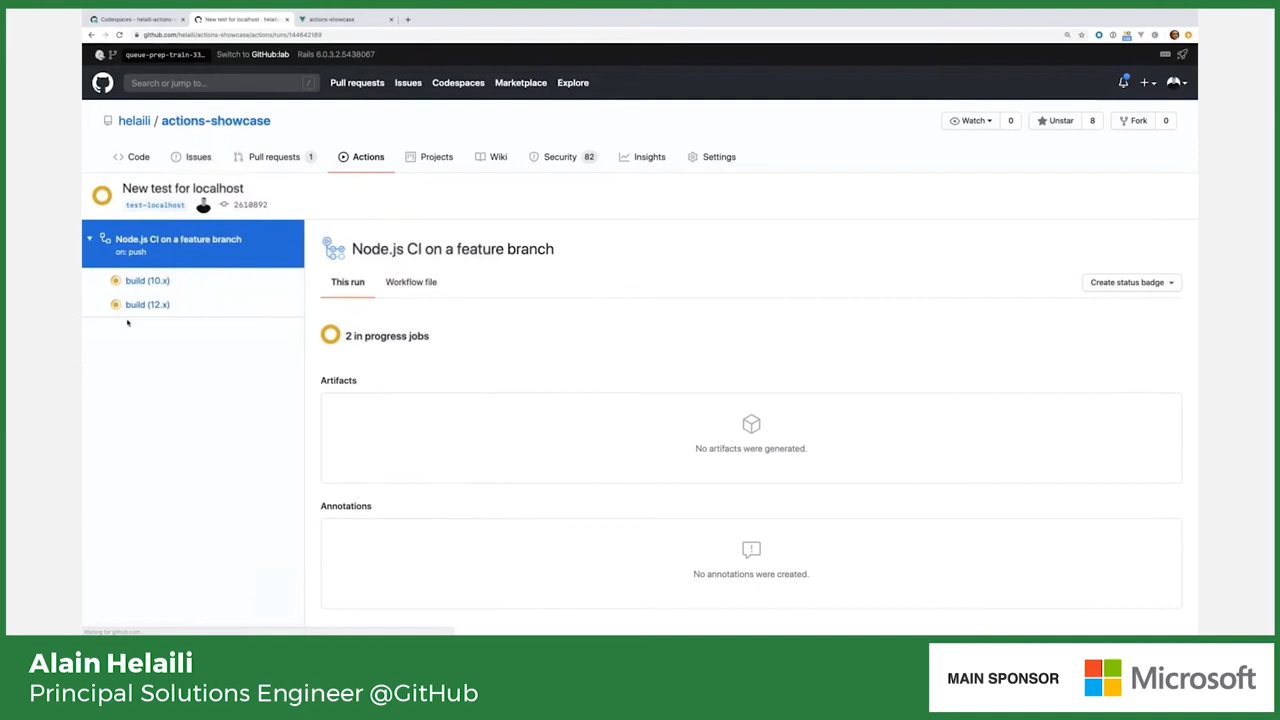 Codespaces - helaili-actions-
New test for localhost · helaili
actions-showcase
github.com/helaili/actions-showcase/actions/runs/144642189
queue-prep-train-33...
Switch to GitHub:lab
Rails 6.0.3.2.5438067
Search or jump to...
/
Pull requests
Issues
Codespaces
Marketplace
Explore
helaili / actions-showcase
Watch
0
Unstar
8
Fork
0
Code
Issues
Pull requests 1
Actions
Projects
Wiki
Security 82
Insights
Settings
New test for localhost
test-localhost
2610892
Node.js CI on a feature branch
on: push
build (10.x)
build (12.x)
Node.js CI on a feature branch
This run
Workflow file
Create status badge
2 in progress jobs
Artifacts
No artifacts were generated.
Annotations
No annotations were created.
Waiting for github.com...
Alain Helaili
Principal Solutions Engineer @GitHub
MAIN SPONSOR
Microsoft